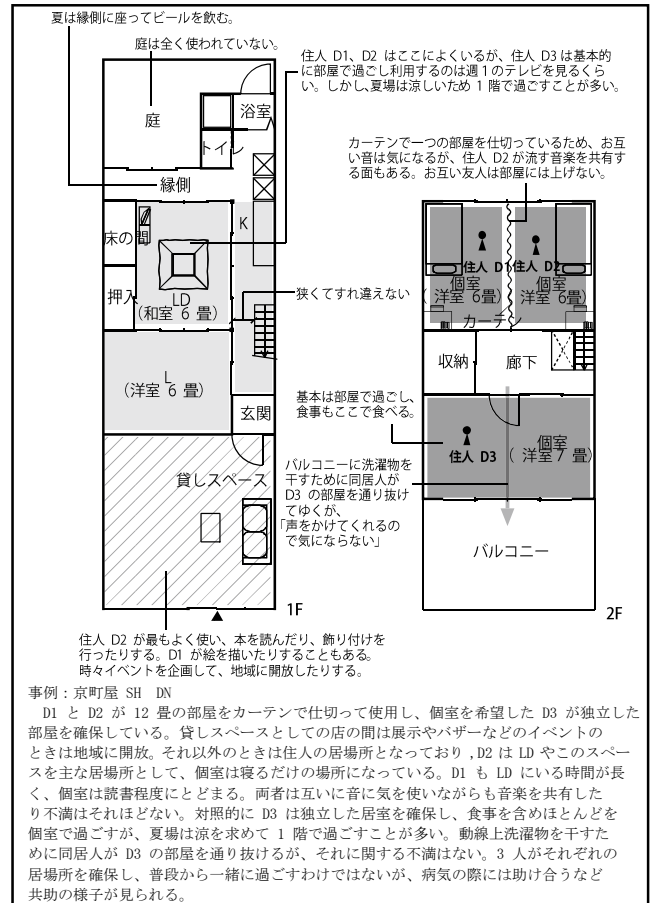 夏は縁側に座ってビールを飲む。
庭は全く使われていない。
住人 D1、D2 はここによくいるが、住人 D3 は基本的
に部屋で過ごし利用するのは週1のテレビを見るくら
い。しかし、夏場は涼しいため 1 階で過ごすことが多い。
庭
浴室
トイレ
縁側
K
床の間
押入
LD
(和室 6 畳)
狭くてすれ違えない
L
(洋室 6 畳)
玄関
貸しスペース
1F
カーテンで一つの部屋を仕切っているため、お互
い音は気になるが、住人 D2 が流す音楽を共有す
る面もある。お互い友人は部屋には上げない。
住人 D1
住人 D2
個室
(洋室 6畳)
個室
洋室 6畳)
カーテン
収納
廊下
基本は部屋で過ごし、
食事もここで食べる。
住人 D3
個室
( 洋室 7 畳)
バルコニーに洗濯物を
干すために同居人が
D3 の部屋を通り抜け
てゆくが、
「声をかけてくれるの
で気にならない」
バルコニー
2F
住人 D2 が最もよく使い、本を読んだり、飾り付けを
行ったりする。D1 が絵を描いたりすることもある。
時々イベントを企画して、地域に開放したりする。
事例：京町屋 SH DN
D1 と D2 が 12 畳の部屋をカーテンで仕切って使用し、個室を希望した D3 が独立した
部屋を確保している。貸しスペースとしての店の間は展示やバザーなどのイベントの
ときは地域に開放。それ以外のときは住人の居場所となっており,D2 は LD やこのスペー
スを主な居場所として、個室は寝るだけの場所になっている。D1 も LD にいる時間が長
く、個室は読書程度にとどまる。両者は互いに音に気を使いながらも音楽を共有した
り不満はそれほどない。対照的に D3 は独立した居室を確保し、食事を含めほとんどを
個室で過ごすが、夏場は涼を求めて 1 階で過ごすことが多い。動線上洗濯物を干すた
めに同居人が D3 の部屋を通り抜けるが、それに関する不満はない。3 人がそれぞれの
居場所を確保し、普段から一緒に過ごすわけではないが、病気の際には助け合うなど
共助の様子が見られる。